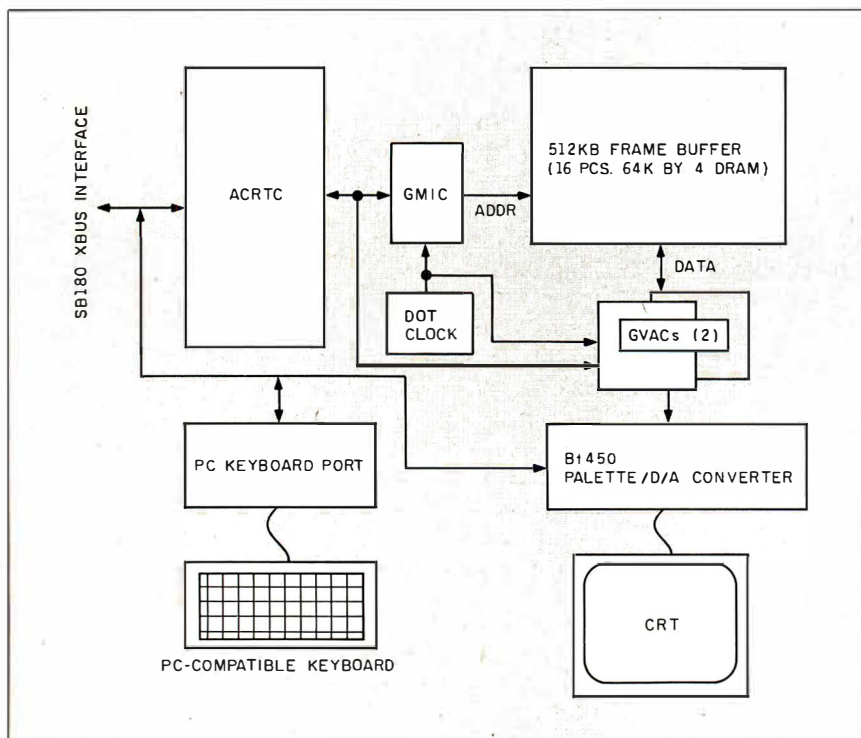 SB180 XBUS INTERFACE
ACRTC
GMIC
ADDR
512KB FRAME BUFFER
(16 PCS. 64K BY 4 DRAM)
DATA
DOT
CLOCK
GVACs (2)
PC KEYBOARD PORT
Bt450
PALETTE/D/A CONVERTER
CRT
PC-COMPATIBLE KEYBOARD